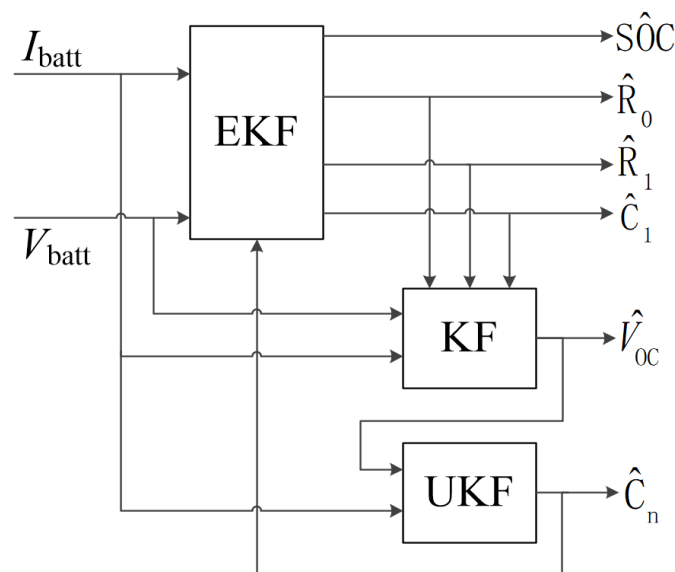 I_batt
EKF
SÔC
R̂_0
R̂_1
Ĉ_1
V_batt
KF
V̂_OC
UKF
Ĉ_n